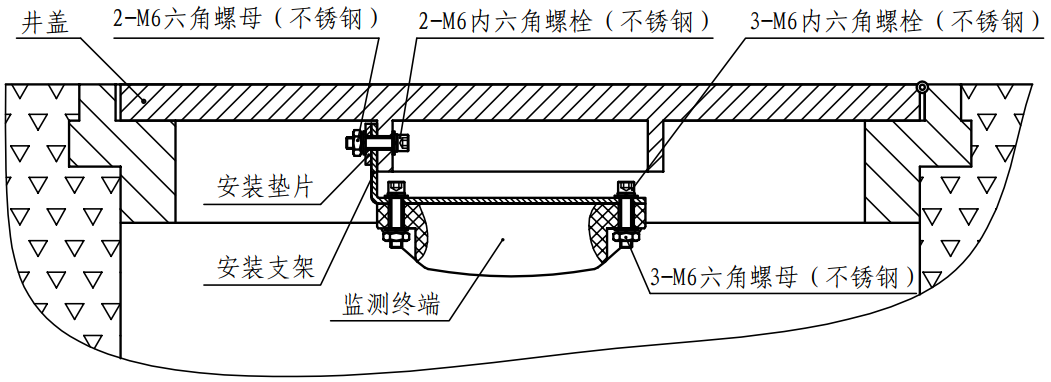 井盖
2-M6六角螺母(不锈钢)
2-M6内六角螺栓(不锈钢)
3-M6内六角螺栓(不锈钢)
安装垫片
安装支架
监测终端
3-M6六角螺母(不锈钢)